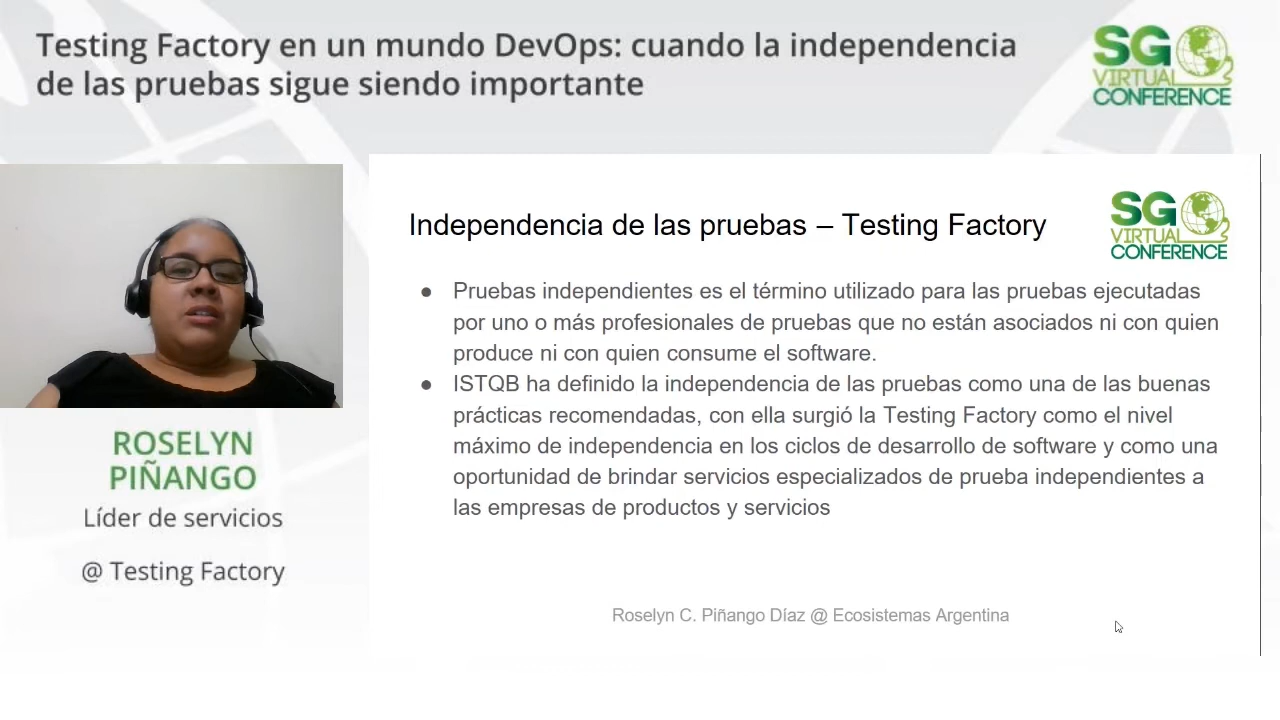 Testing Factory en un mundo DevOps: cuando la independencia
de las pruebas sigue siendo importante
SG
VIRTUAL
CONFERENCE
Independencia de las pruebas – Testing Factory
SG
VIRTUAL
CONFERENCE
● Pruebas independientes es el término utilizado para las pruebas ejecutadas
por uno o más profesionales de pruebas que no están asociados ni con quien
produce ni con quien consume el software.
● ISTQB ha definido la independencia de las pruebas como una de las buenas
prácticas recomendadas, con ella surgió la Testing Factory como el nivel
máximo de independencia en los ciclos de desarrollo de software y como una
oportunidad de brindar servicios especializados de prueba independientes a
las empresas de productos y servicios
Roselyn C. Piñango Díaz @ Ecosistemas Argentina
ROSELYN
PIÑANGO
Líder de servicios
@ Testing Factory